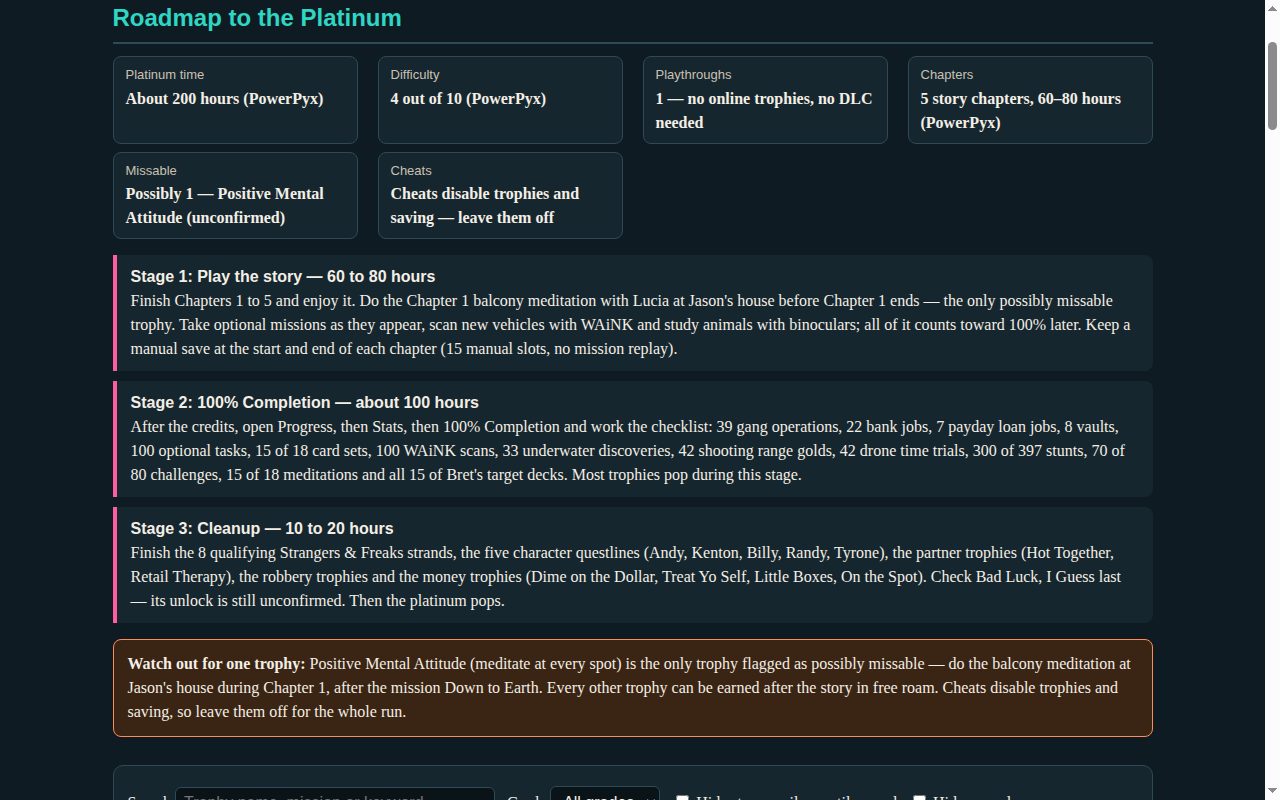 Roadmap to the Platinum
Platinum time
About 200 hours (PowerPyx)
Difficulty
4 out of 10 (PowerPyx)
Playthroughs
1 — no online trophies, no DLC
needed
Chapters
5 story chapters, 60–80 hours
(PowerPyx)
Missable
Possibly 1 — Positive Mental
Attitude (unconfirmed)
Cheats
Cheats disable trophies and
saving — leave them off
Stage 1: Play the story — 60 to 80 hours
Finish Chapters 1 to 5 and enjoy it. Do the Chapter 1 balcony meditation with Lucia at Jason's house before Chapter 1 ends — the only possibly missable
trophy. Take optional missions as they appear, scan new vehicles with WAiNK and study animals with binoculars; all of it counts toward 100% later. Keep a
manual save at the start and end of each chapter (15 manual slots, no mission replay).
Stage 2: 100% Completion — about 100 hours
After the credits, open Progress, then Stats, then 100% Completion and work the checklist: 39 gang operations, 22 bank jobs, 7 payday loan jobs, 8 vaults,
100 optional tasks, 15 of 18 card sets, 100 WAiNK scans, 33 underwater discoveries, 42 shooting range golds, 42 drone time trials, 300 of 397 stunts, 70 of
80 challenges, 15 of 18 meditations and all 15 of Bret's target decks. Most trophies pop during this stage.
Stage 3: Cleanup — 10 to 20 hours
Finish the 8 qualifying Strangers & Freaks strands, the five character questlines (Andy, Kenton, Billy, Randy, Tyrone), the partner trophies (Hot Together,
Retail Therapy), the robbery trophies and the money trophies (Dime on the Dollar, Treat Yo Self, Little Boxes, On the Spot). Check Bad Luck, I Guess last
— its unlock is still unconfirmed. Then the platinum pops.
Watch out for one trophy: Positive Mental Attitude (meditate at every spot) is the only trophy flagged as possibly missable — do the balcony meditation at
Jason's house during Chapter 1, after the mission Down to Earth. Every other trophy can be earned after the story in free roam. Cheats disable trophies and
saving, so leave them off for the whole run.